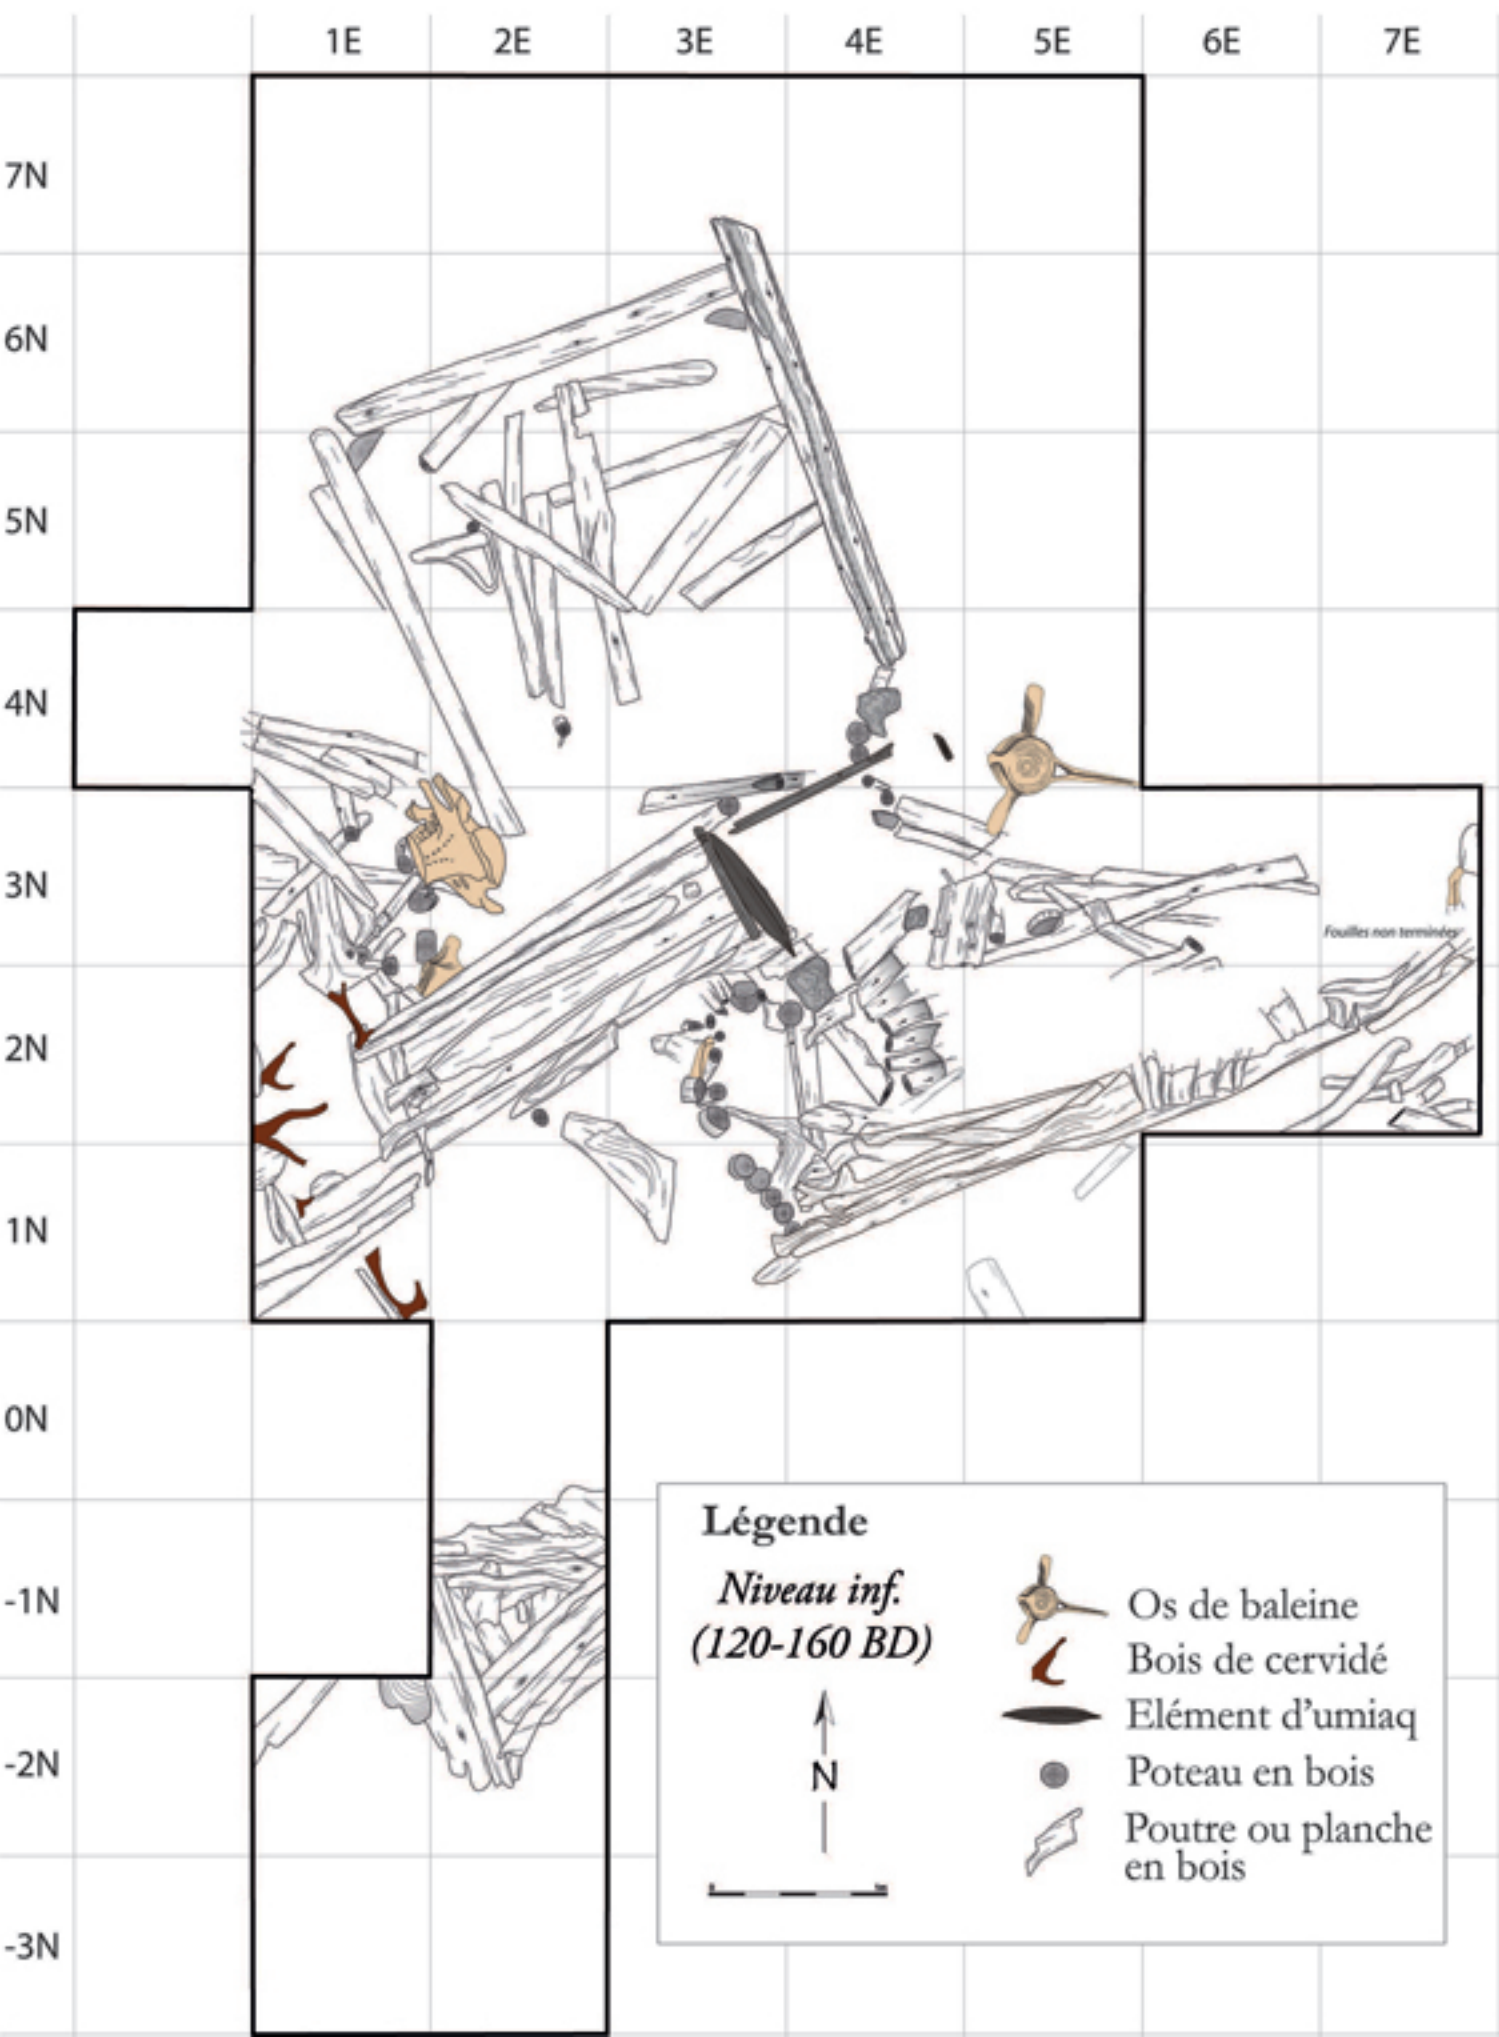 1E 2E 3E 4E 5E 6E 7E
7N
6N
5N
4N
3N
Fouilles non terminées
2N
1N
0N
-1N
-2N
-3N
Légende
Niveau inf.
(120-160 BD)
N
Os de baleine
Bois de cervidé
Elément d'umiaq
Poteau en bois
Poutre ou planche
en bois